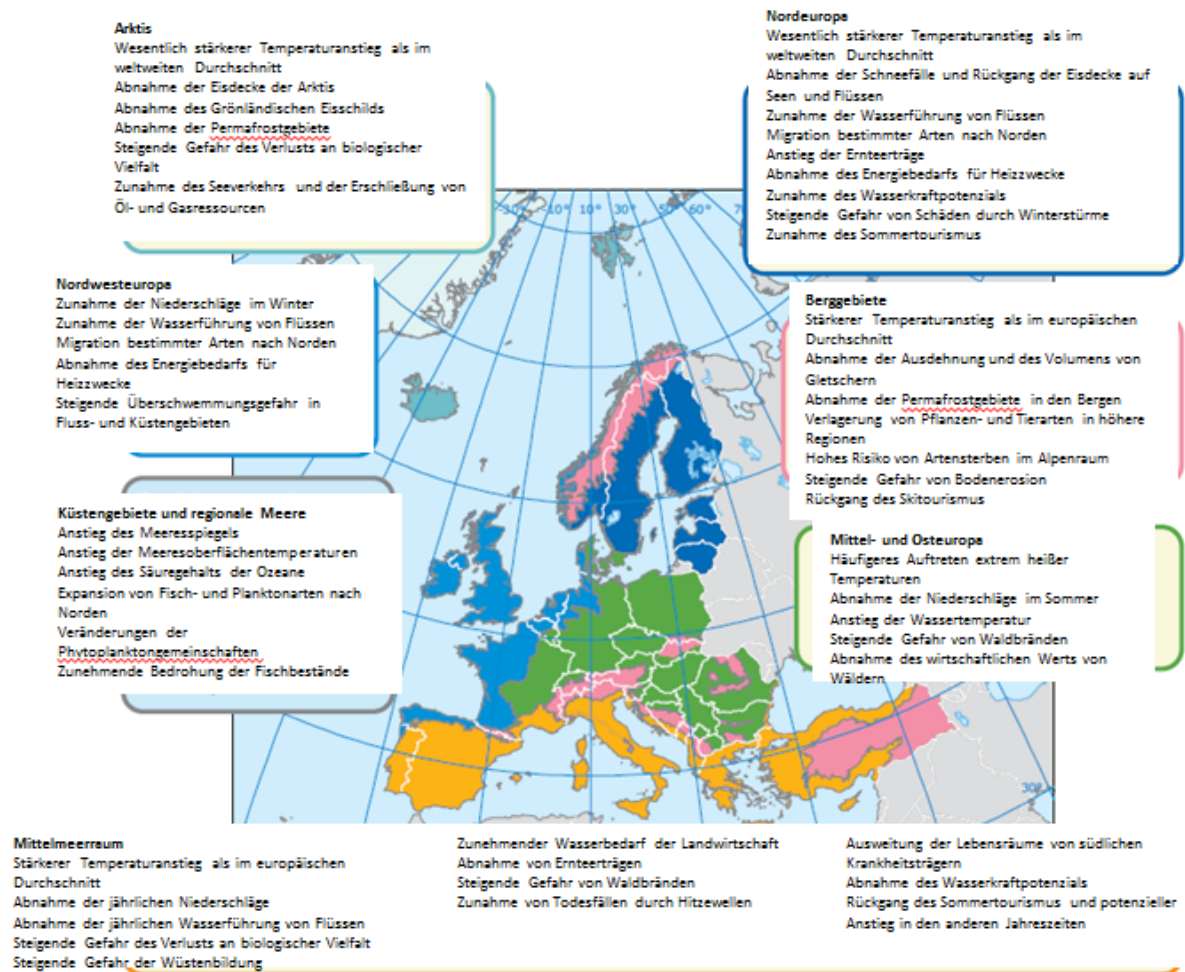 Arktis
Wesentlich stärkerer Temperaturanstieg als im
weltweiten Durchschnitt
Abnahme der Eisdecke der Arktis
Abnahme des Grönländischen Eisschilds
Abnahme der Permafrostgebiete
Steigende Gefahr des Verlusts an biologischer
Vielfalt
Zunahme des Seeverkehrs und der Erschließung von
Öl- und Gasressourcen
Nordeuropa
Wesentlich stärkerer Temperaturanstieg als im
weltweiten Durchschnitt
Abnahme der Schneefälle und Rückgang der Eisdecke auf
Seen und Flüssen
Zunahme der Wasserführung von Flüssen
Migration bestimmter Arten nach Norden
Anstieg der Ernteerträge
Abnahme des Energiebedarfs für Heizzwecke
Zunahme des Wasserkraftpotenzials
Steigende Gefahr von Schäden durch Winterstürme
Zunahme des Sommertourismus
-10° 10° 30° 50° 60°
Nordwesteuropa
Zunahme der Niederschläge im Winter
Zunahme der Wasserführung von Flüssen
Migration bestimmter Arten nach Norden
Abnahme des Energiebedarfs für
Heizzwecke
Steigende Überschwemmungsgefahr in
Fluss- und Küstengebieten
Berggebiete
Stärkerer Temperaturanstieg als im europäischen
Durchschnitt
Abnahme der Ausdehnung und des Volumens von
Gletschern
Abnahme der Permafrostgebiete in den Bergen
Verlagerung von Pflanzen- und Tierarten in höhere
Regionen
Hohes Risiko von Artensterben im Alpenraum
Steigende Gefahr von Bodenerosion
Rückgang des Skitourismus
Küstengebiete und regionale Meere
Anstieg des Meeresspiegels
Anstieg der Meeresoberflächentemperaturen
Anstieg des Säuregehalts der Ozeane
Expansion von Fisch- und Planktonarten nach
Norden
Veränderungen der
Phytoplanktongemeinschaften
Zunehmende Bedrohung der Fischbestände
Mittel- und Osteuropa
Häufigeres Auftreten extrem heißer
Temperaturen
Abnahme der Niederschläge im Sommer
Anstieg der Wassertemperatur
Steigende Gefahr von Waldbränden
Abnahme des wirtschaftlichen Werts von
Wäldern
30°
Mittelmeerraum
Stärkerer Temperaturanstieg als im europäischen
Durchschnitt
Abnahme der jährlichen Niederschläge
Abnahme der jährlichen Wasserführung von Flüssen
Steigende Gefahr des Verlusts an biologischer Vielfalt
Steigende Gefahr der Wüstenbildung
Zunehmender Wasserbedarf der Landwirtschaft
Abnahme von Ernteerträgen
Steigende Gefahr von Waldbränden
Zunahme von Todesfällen durch Hitzewellen
Ausweitung der Lebensräume von südlichen
Krankheitsträgern
Abnahme des Wasserkraftpotenzials
Rückgang des Sommertourismus und potenzieller
Anstieg in den anderen Jahreszeiten